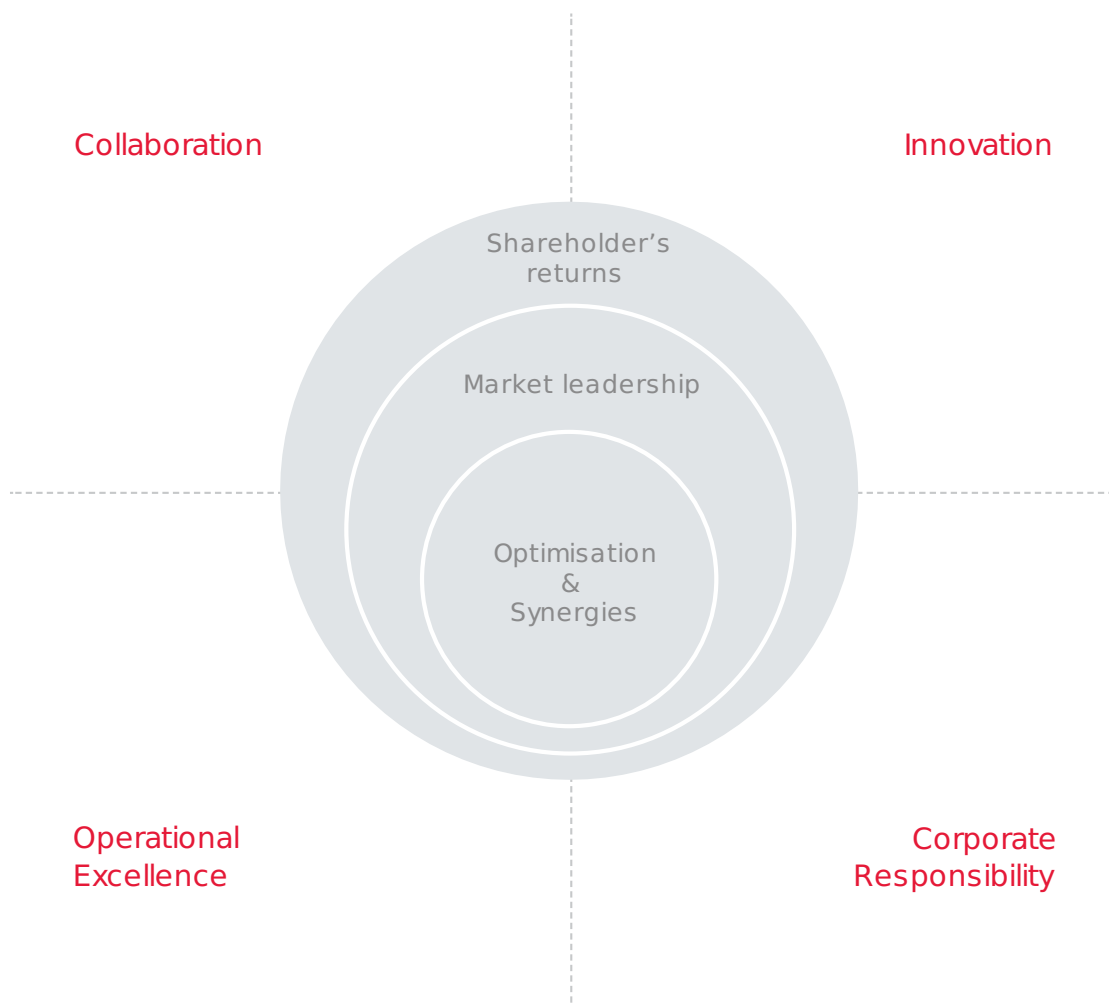 Collaboration
Innovation
Shareholder’s
returns
Market leadership
Optimisation
&
Synergies
Operational
Excellence
Corporate
Responsibility